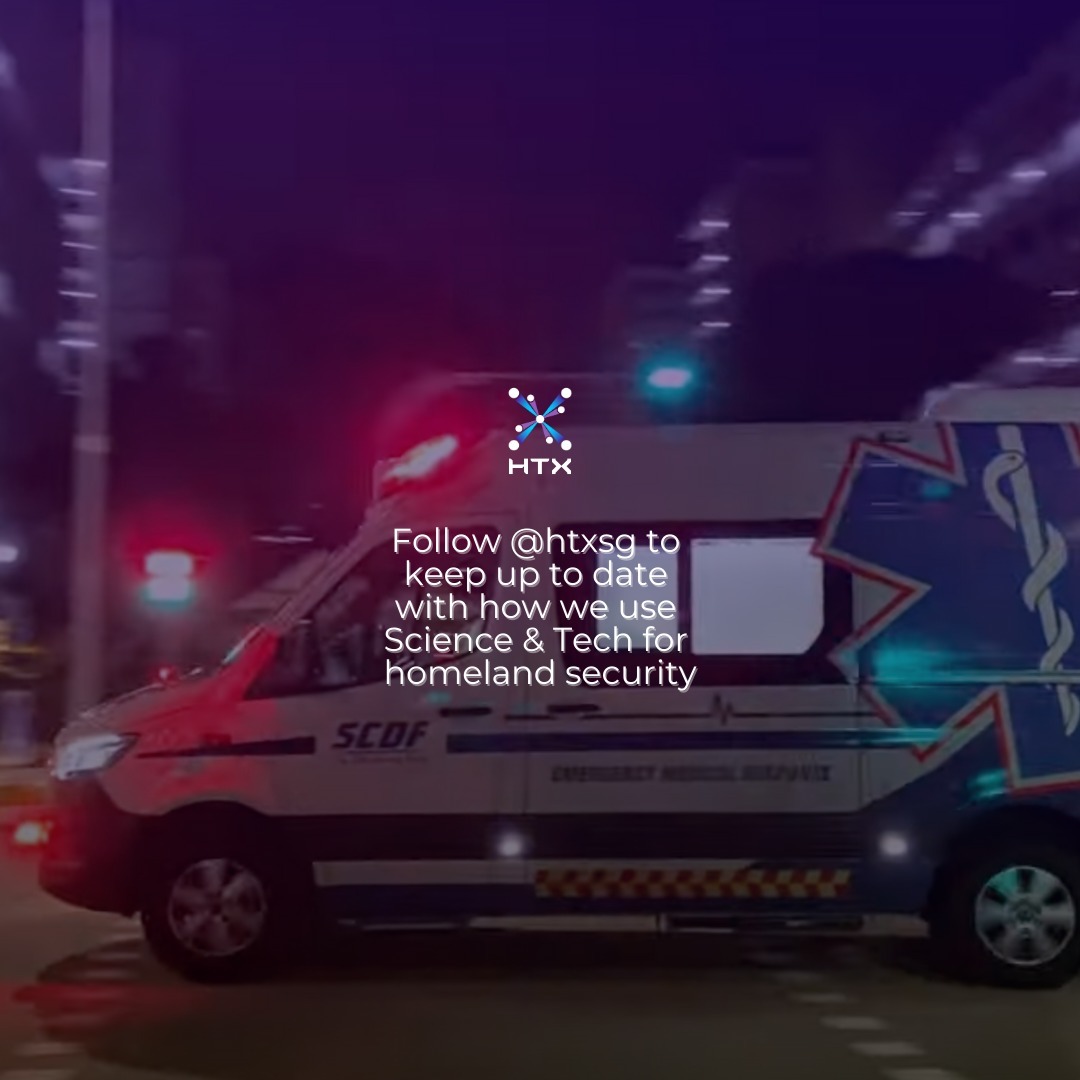 HTX
Follow @htxsg to
keep up to date
with how we use
Science & Tech for
homeland security
SCDF
EMERGENCY MEDICAL